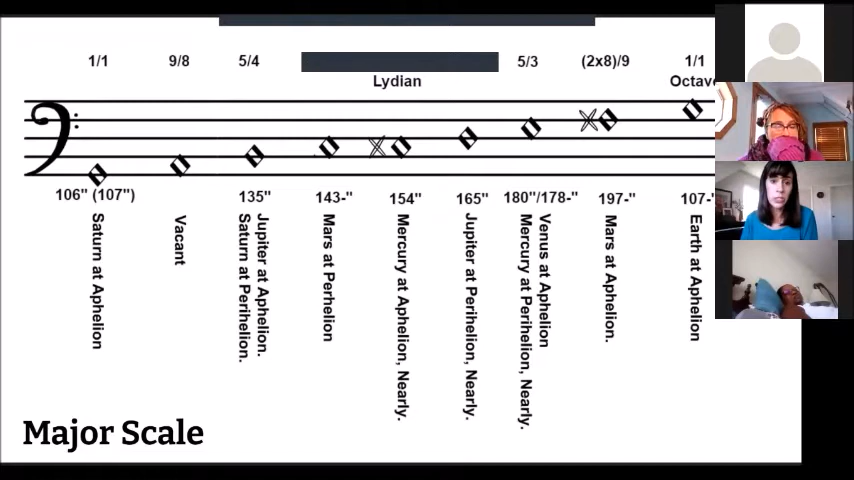 1/1 9/8 5/4 5/3 (2x8)/9 1/1
Lydian Octave
106" (107") 135" 143-" 154" 165" 180"/178-" 197-" 107-"
Saturn at Aphelion
Vacant
Jupiter at Aphelion.
Saturn at Perihelion.
Mars at Perhelion
Mercury at Aphelion, Nearly.
Jupiter at Perihelion, Nearly.
Venus at Aphelion
Mercury at Perihelion, Nearly.
Mars at Aphelion.
Earth at Aphelion
Major Scale